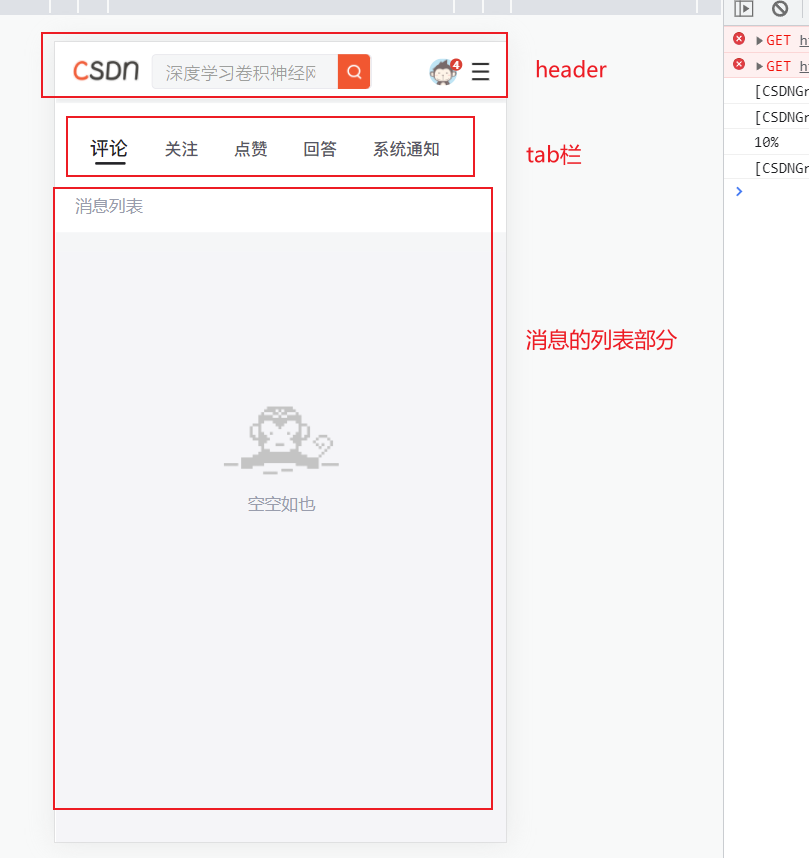 CSDN
深度学习卷积神经网
4
header
评论
关注
点赞
回答
系统通知
tab栏
消息列表
消息的列表部分
空空如也
GET
GET
[CSDNGr
[CSDNGr
10%
[CSDNGr